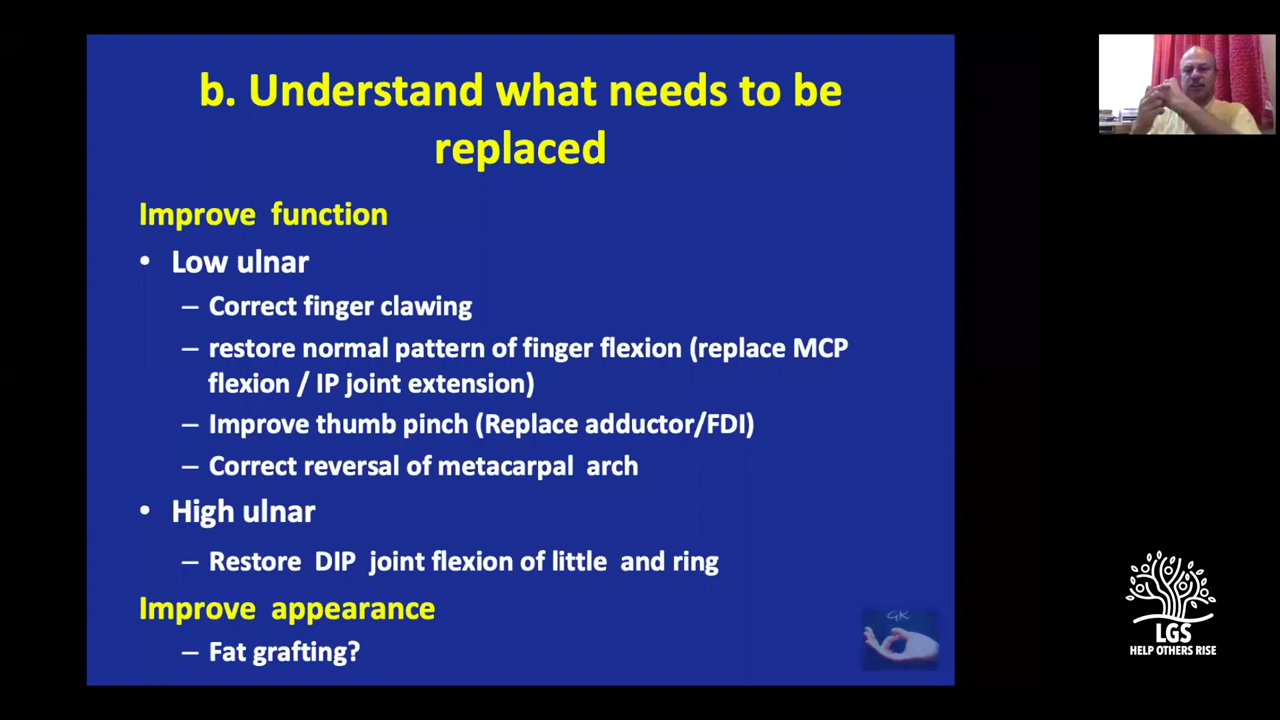 b. Understand what needs to be
replaced
Improve function
• Low ulnar
– Correct finger clawing
– restore normal pattern of finger flexion (replace MCP
flexion / IP joint extension)
– Improve thumb pinch (Replace adductor/FDI)
– Correct reversal of metacarpal arch
• High ulnar
– Restore DIP joint flexion of little and ring
Improve appearance
– Fat grafting?
GK
LGS
HELP OTHERS RISE